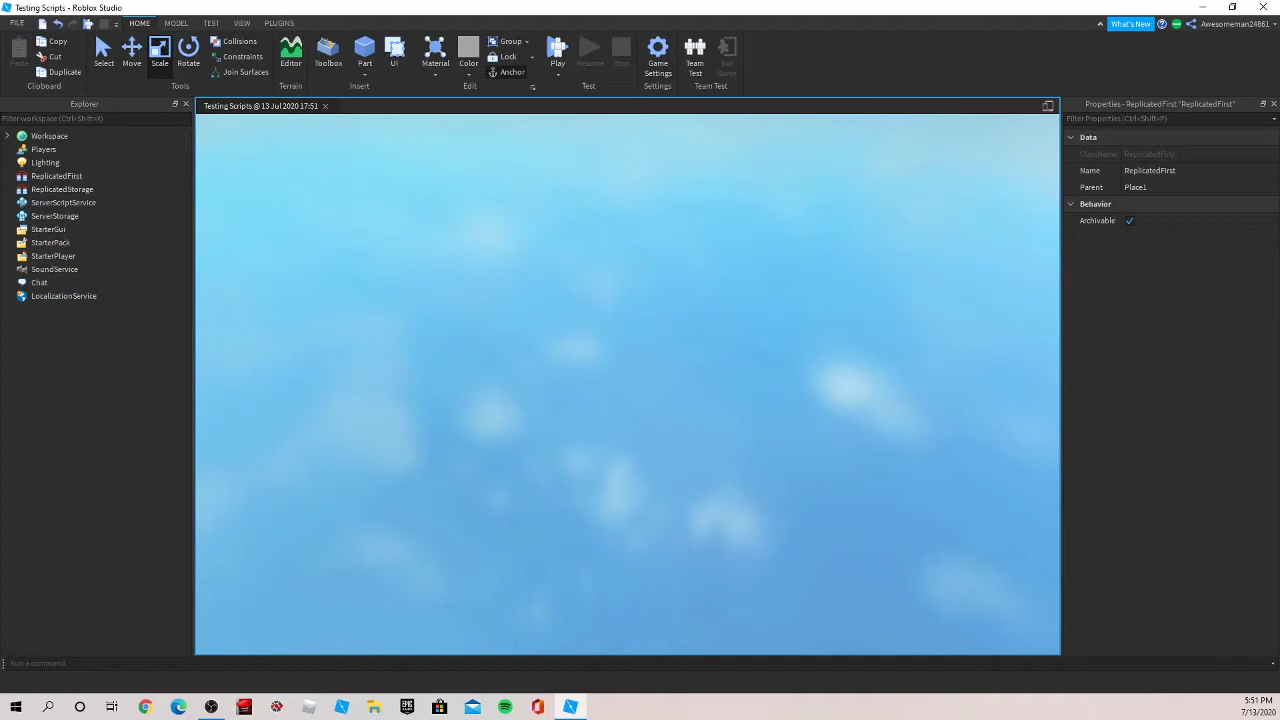 Testing Scripts - Roblox Studio
FILE HOME MODEL TEST VIEW PLUGINS What's New Awesomeman24861
Paste Copy Cut Duplicate Clipboard
Select Move Scale Rotate Collisions Constraints Join Surfaces Tools
Editor Terrain
Toolbox Part UI Insert
Material Color Group Lock Anchor Edit
Play Resume Stop Test
Game Settings Settings
Team Test Exit Game Team Test
Explorer
Filter workspace (Ctrl+Shift+X)
Workspace
Players
Lighting
ReplicatedFirst
ReplicatedStorage
ServerScriptService
ServerStorage
StarterGui
StarterPack
StarterPlayer
SoundService
Chat
LocalizationService
Testing Scripts @ 13 Jul 2020 17:51
Properties - ReplicatedFirst "ReplicatedFirst"
Filter Properties (Ctrl+Shift+P)
Data
ClassName ReplicatedFirst
Name ReplicatedFirst
Parent Place1
Behavior
Archivable
Run a command
EPIC GAMES
5:51 PM
7/13/2020